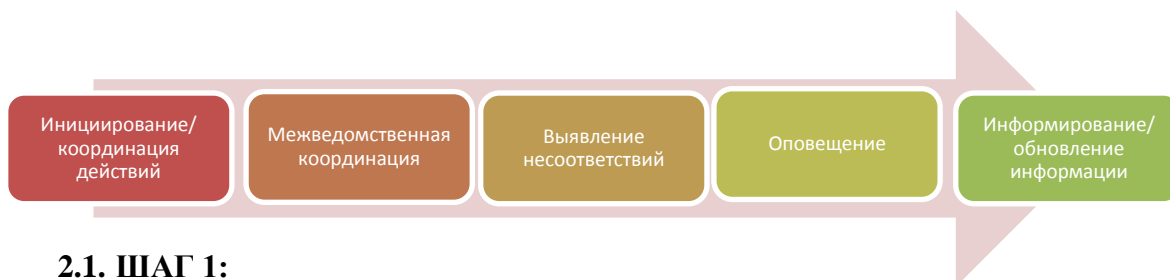 Инициирование/
координация
действий
Межведомственная
координация
Выявление
несоответствий
Оповещение
Информирование/
обновление
информации
2.1. ШАГ 1: